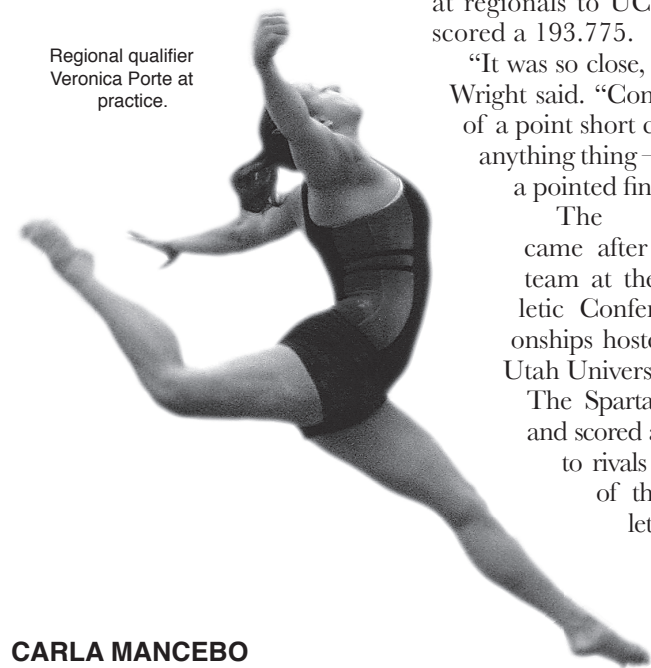 Regional qualifier
Veronica Porte at
practice.
at regionals to UC
scored a 193.775.
“It was so close,
Wright said. “Con
of a point short c
anything thing –
a pointed fin
The
came after
team at the
letic Confer
onships hoste
Utah Univers
The Sparta
and scored a
to rivals
of th
let
CARLA MANCEBO